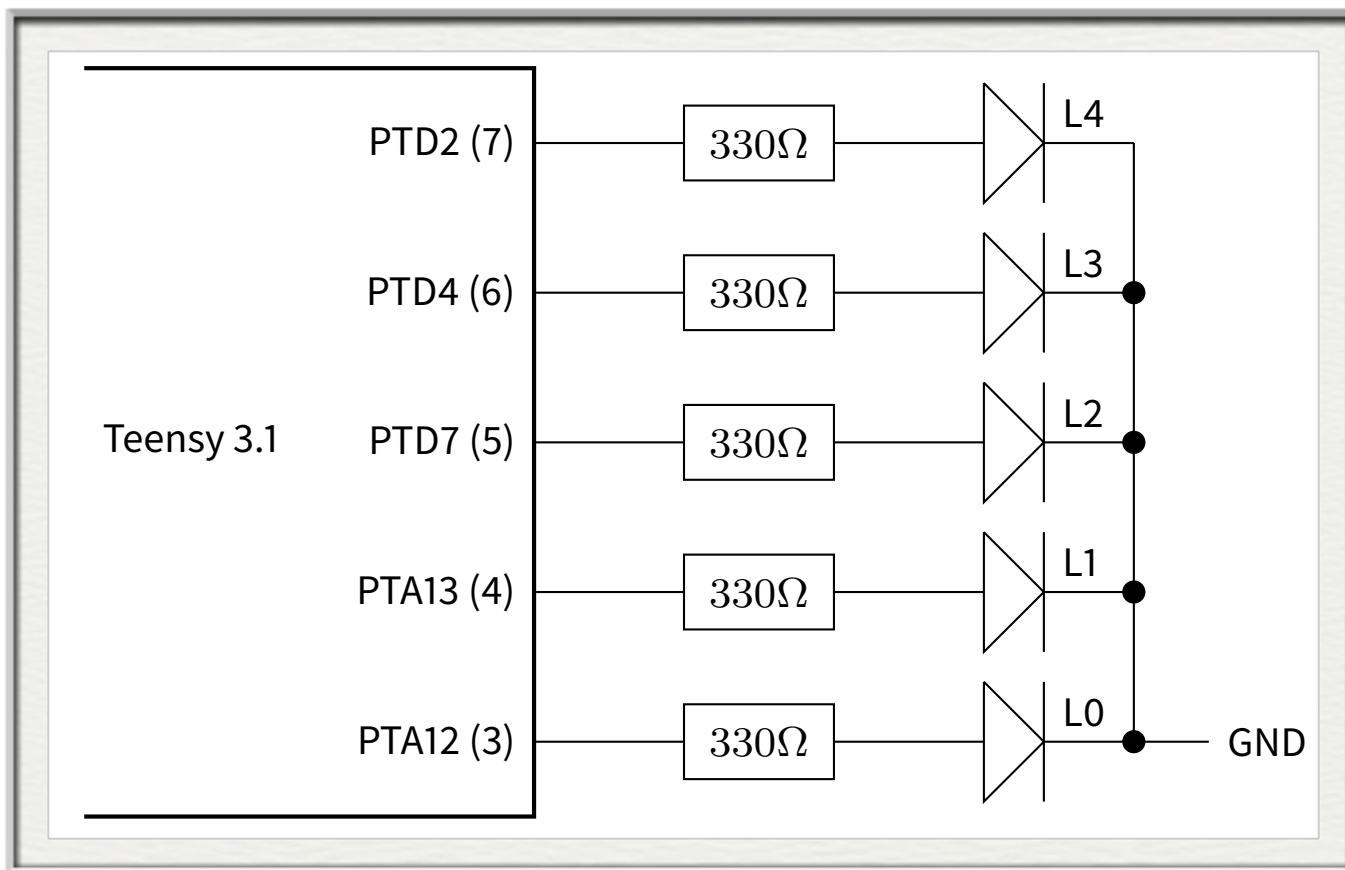 PTD2 (7) 330Ω L4
PTD4 (6) 330Ω L3
Teensy 3.1 PTD7 (5) 330Ω L2
PTA13 (4) 330Ω L1
PTA12 (3) 330Ω L0 GND